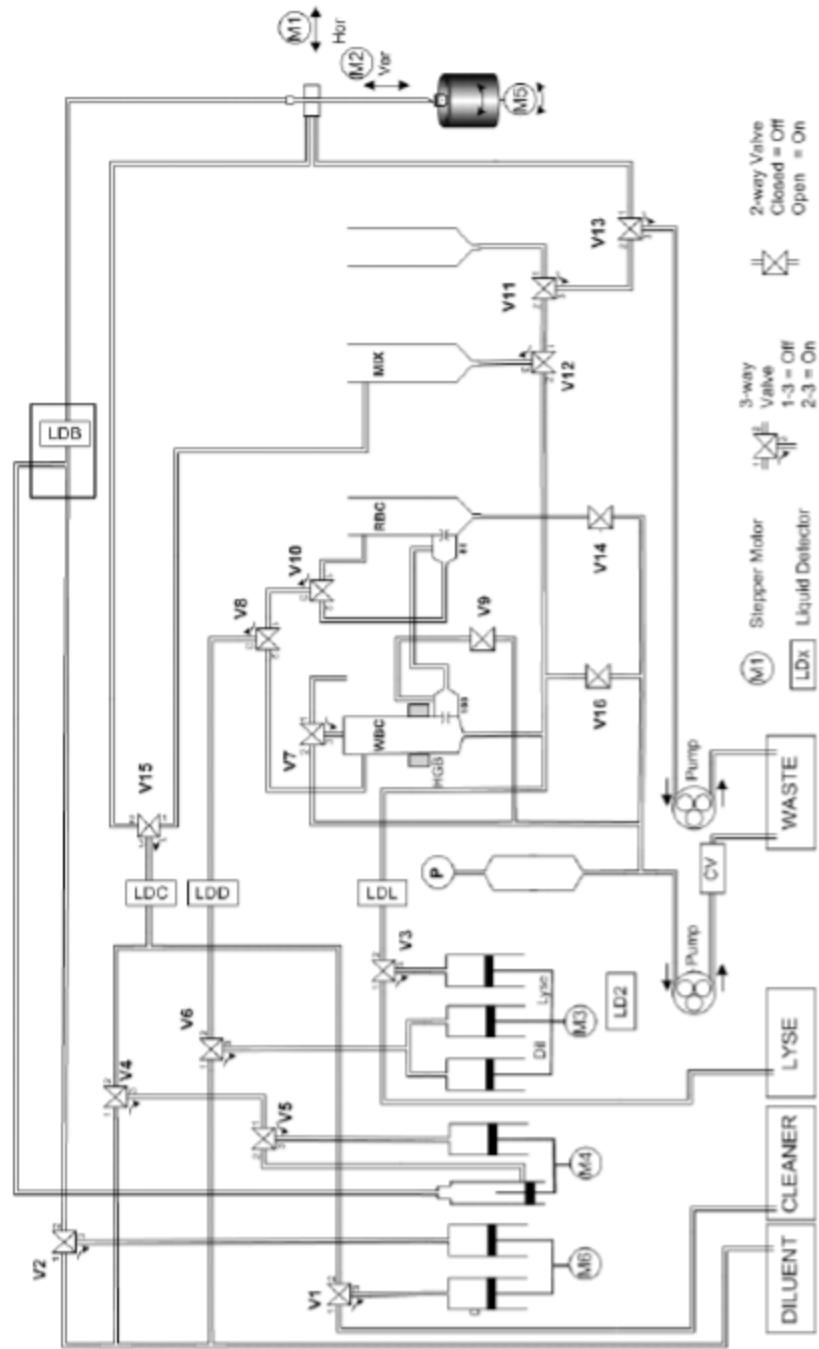 M1
Hor
M2
Ver
M5
LDB
V13
V11
MIX
V12
RBC
V10
V14
V8
V9
V7
WBC
HGB
V16
V15
LDC
LDD
LDL
P
Pump
CV
WASTE
Pump
V3
Lyse
Dil
M3
LD2
V6
V4
V5
M4
V2
V1
M6
DILUENT
CLEANER
LYSE
M1
Stepper Motor
LDx
Liquid Detector
3-way
Valve
1-3 = Off
2-3 = On
2-way Valve
Closed = Off
Open = On